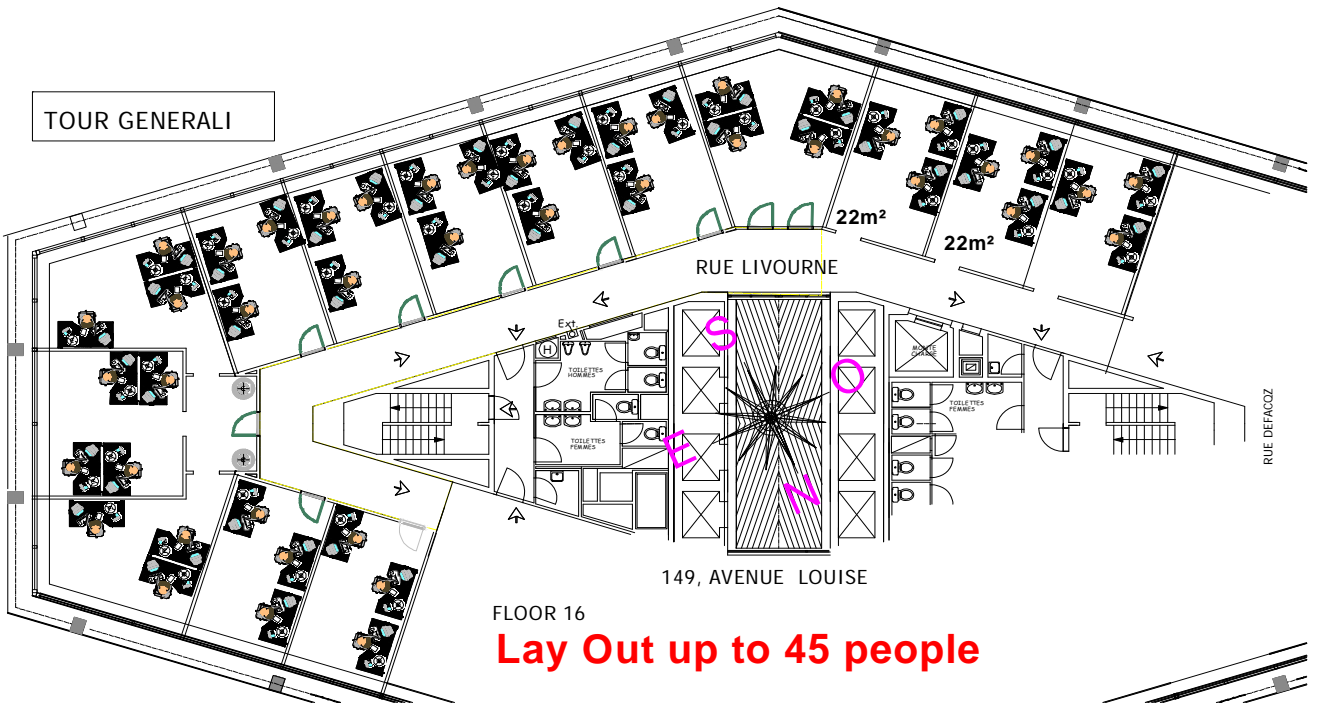 TOUR GENERALI
22m²
22m²
RUE LIVOURNE
Ext
H
TOILETTES
HOMMES
TOILETTES
FEMMES
MONTE
CHARGE
TOILETTES
FEMMES
S
O
E
N
RUE DEFACQZ
149, AVENUE LOUISE
FLOOR 16
Lay Out up to 45 people